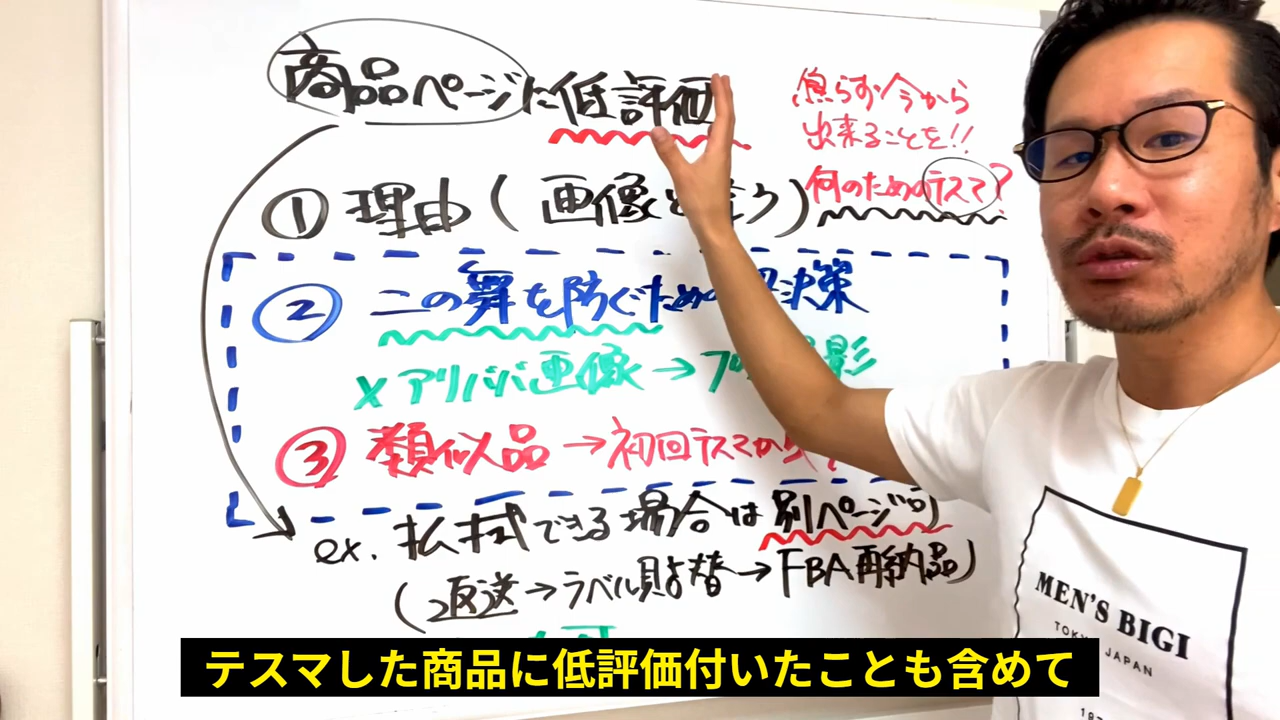 商品ページに低評価
焦らず今から
出来ることを!!
何のためのテスマ?
① 理由(画像と違う)
② この舞を防ぐための解決策
× アリババ画像→
影
③ 類似品→初回テスマから
ex. 払拭できる場合は別ページ
(返送→ラベル貼替→FBA再納品)
MEN'S BIGI
TOKYO JAPAN
197
テスマした商品に低評価付いたことも含めて